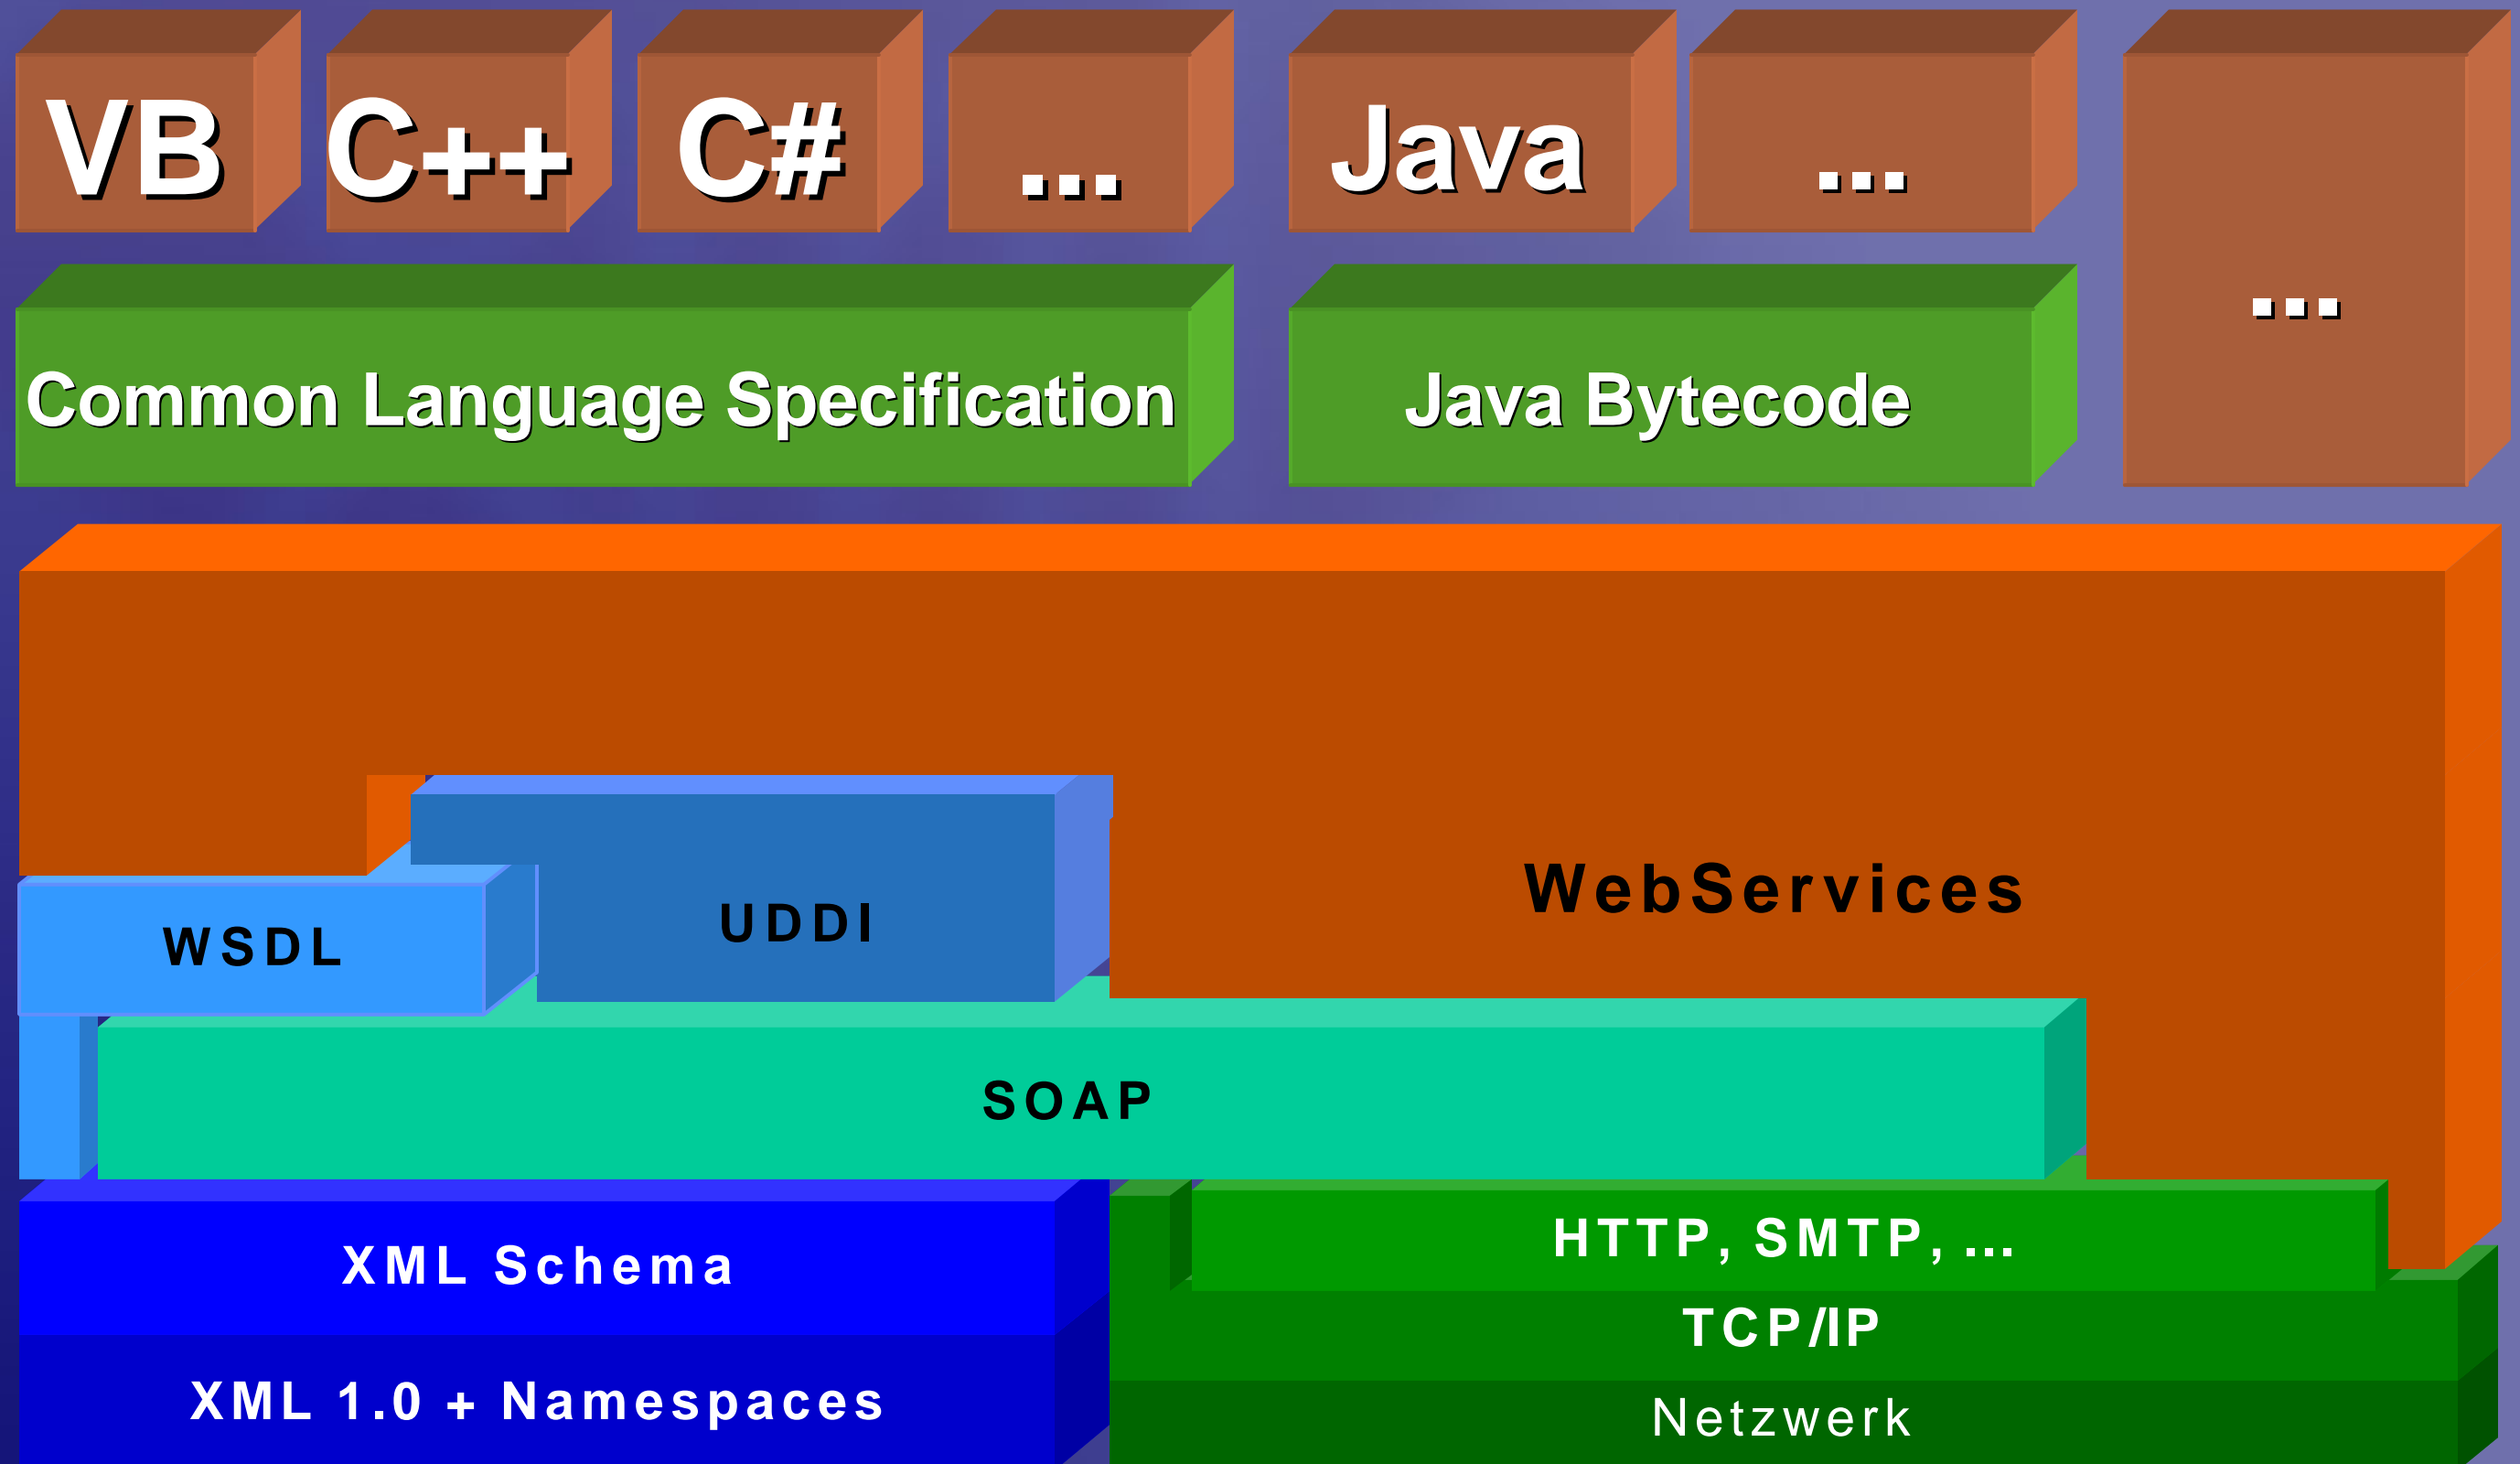 VB
C++
C#
...
Java
...
...
Common Language Specification
Java Bytecode
WebServices
UDDI
WSDL
SOAP
XML Schema
HTTP, SMTP, ...
TCP/IP
XML 1.0 + Namespaces
Netzwerk